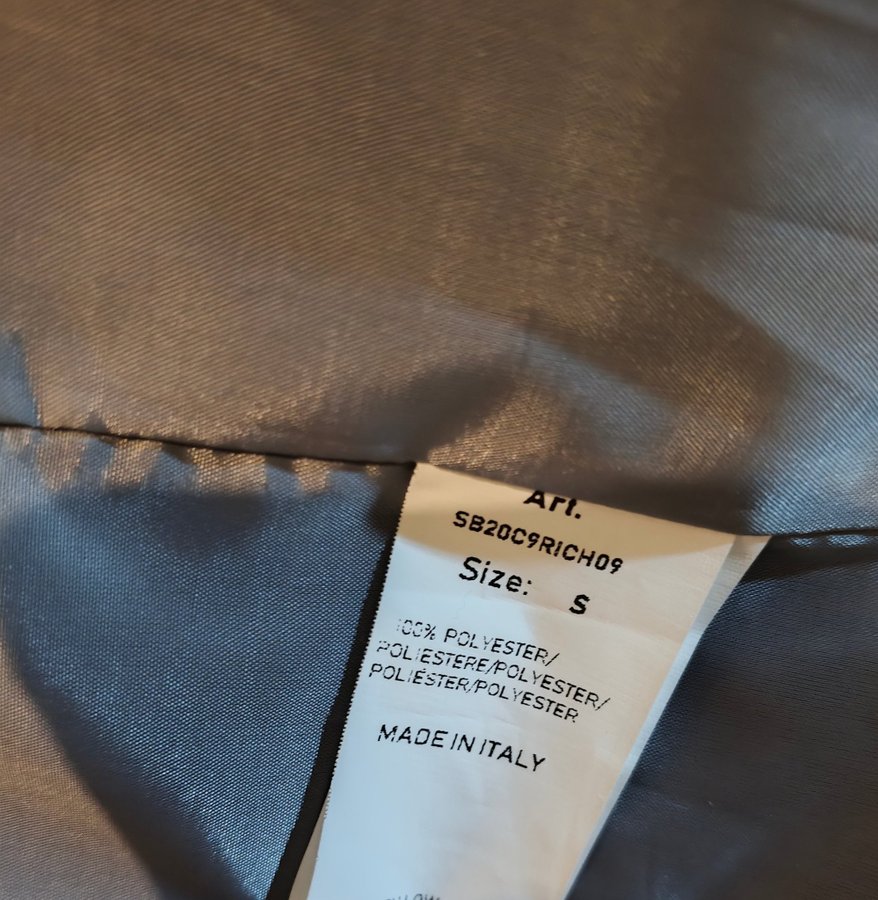 Art.
SB20C9RICH09
Size: S
100% POLYESTER/
POLIESTERE/POLYESTER/
POLIÉSTER/POLYESTER
MADE IN ITALY